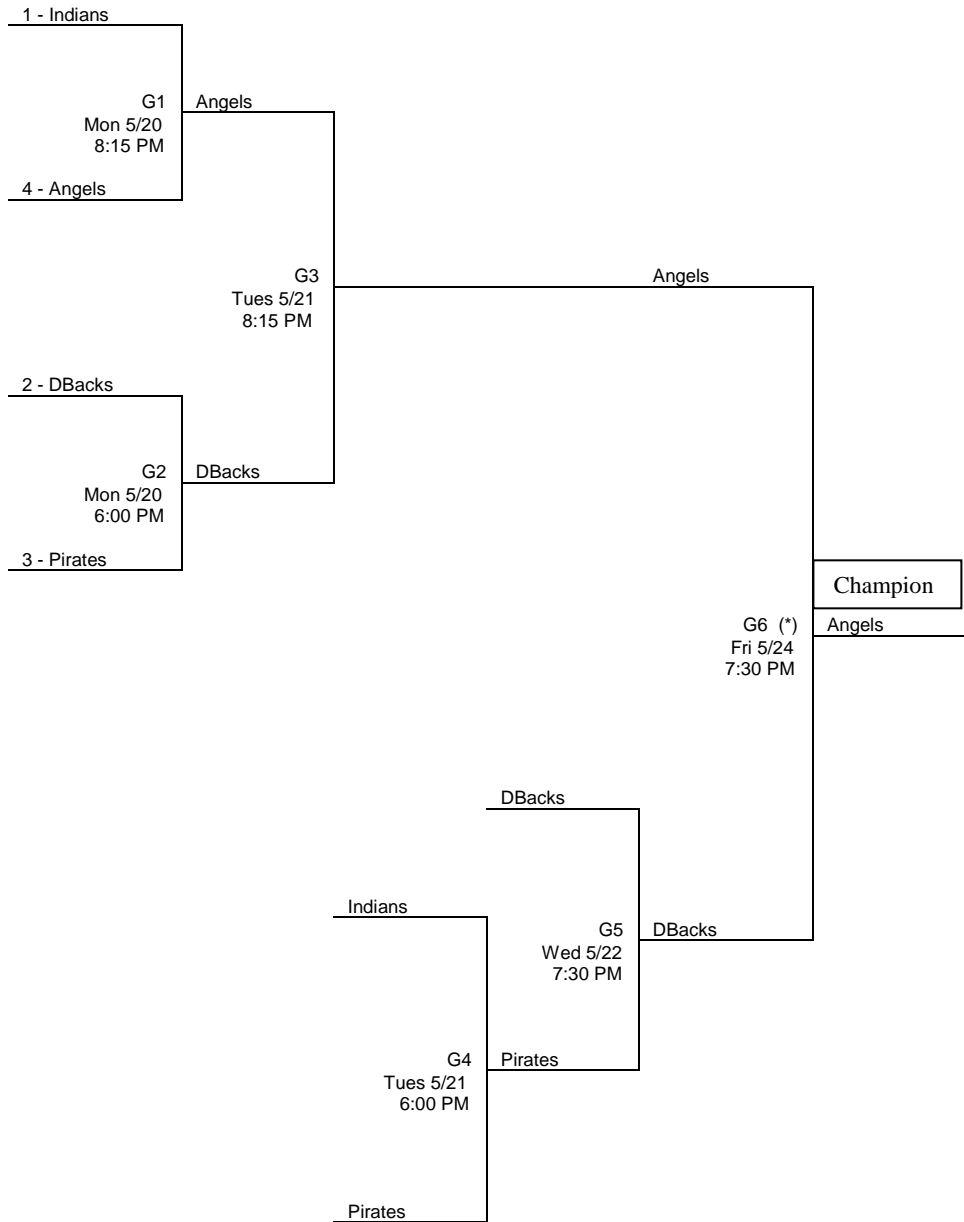 1 - Indians
G1
Mon 5/20
8:15 PM
Angels
4 - Angels
G3
Tues 5/21
8:15 PM
Angels
2 - DBacks
G2
Mon 5/20
6:00 PM
DBacks
3 - Pirates
Champion
G6 (*)
Fri 5/24
7:30 PM
Angels
DBacks
Indians
G5
Wed 5/22
7:30 PM
DBacks
G4
Tues 5/21
6:00 PM
Pirates
Pirates